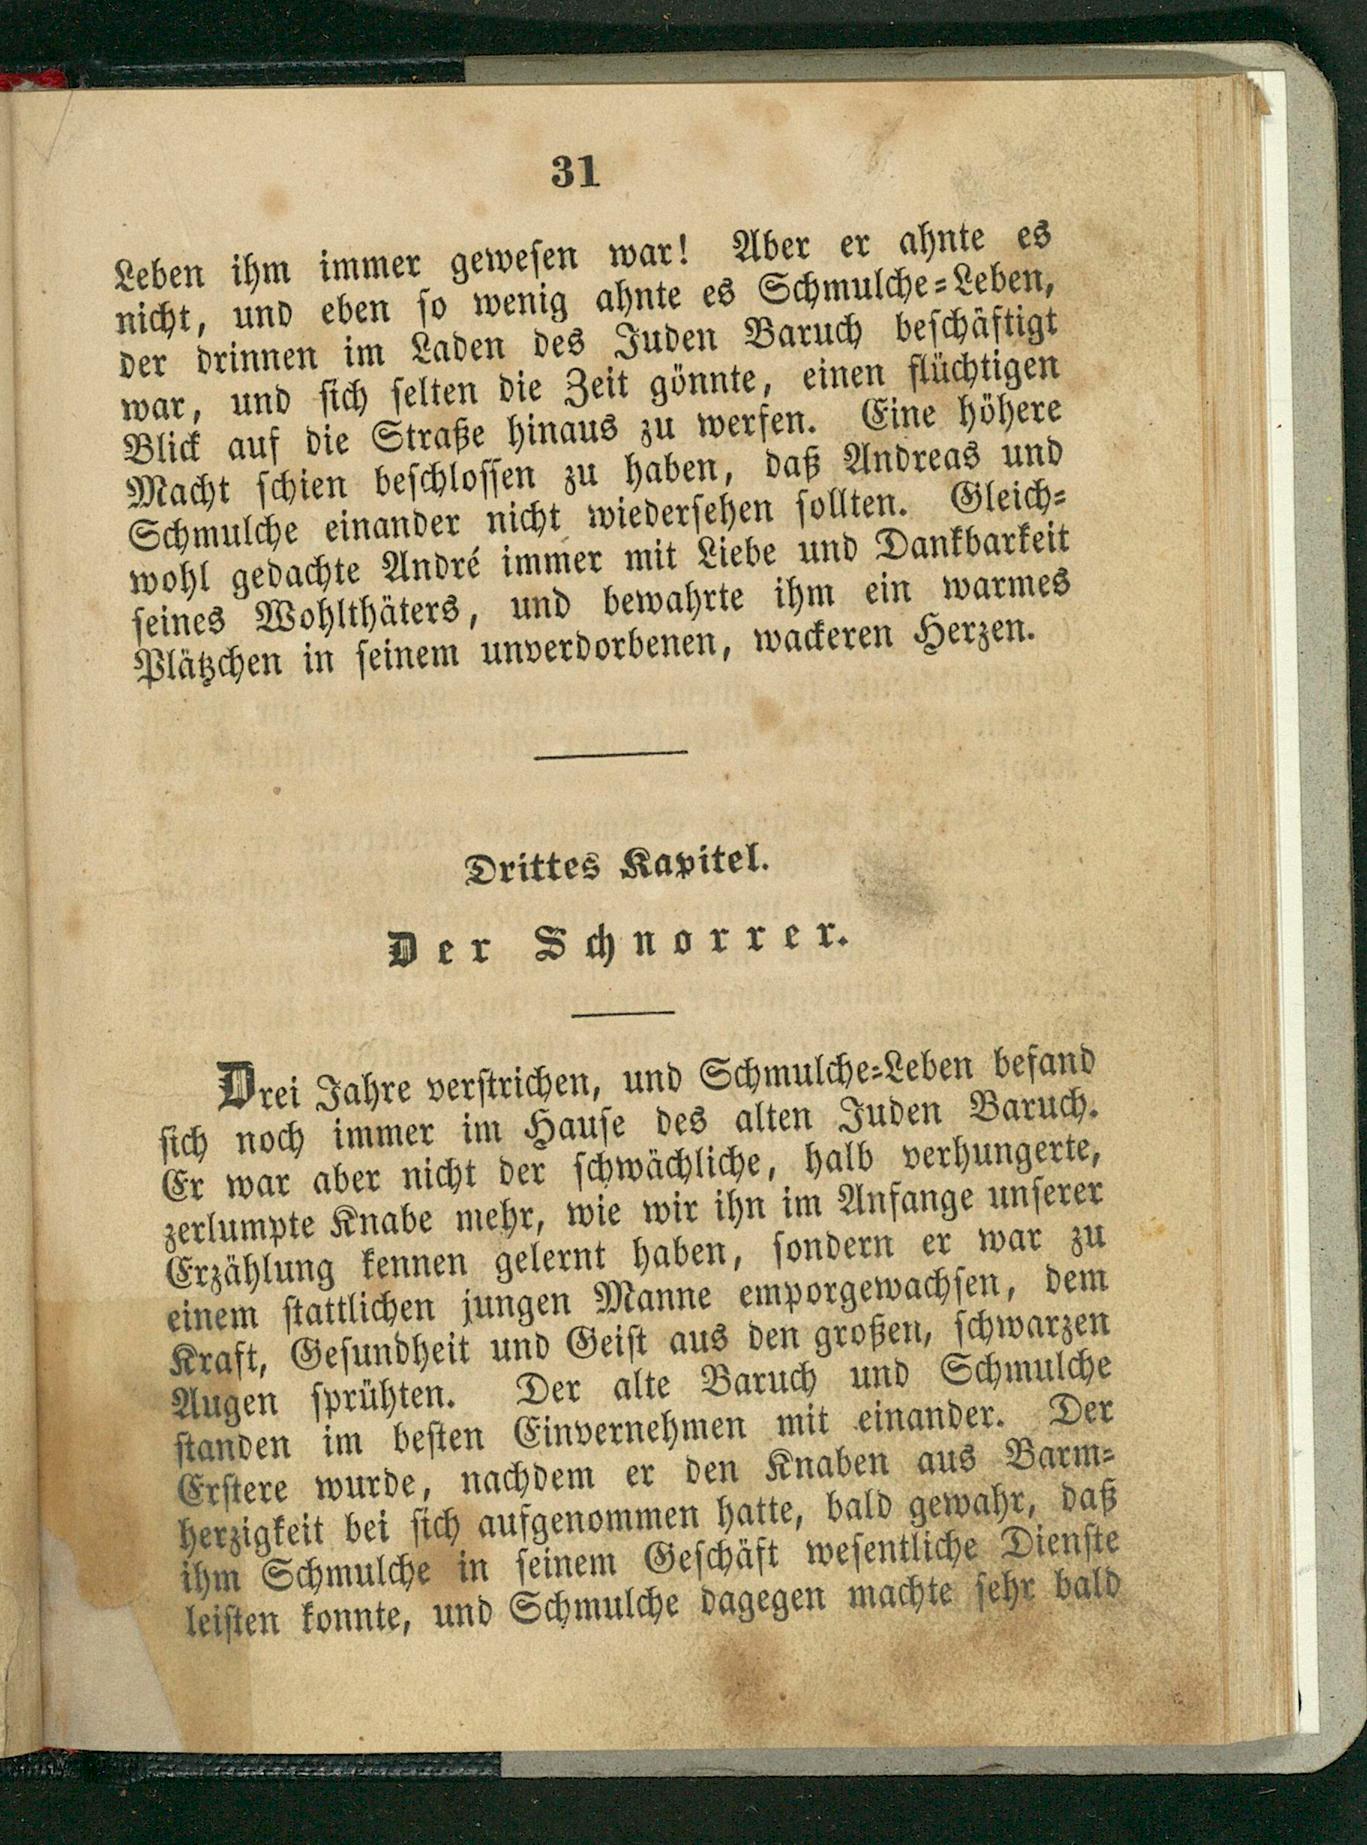 31
Leben ihm immer gewesen war! Aber er ahnte es
nicht, und eben so wenig ahnte es Schmulche-Leben,
der drinnen im Laden des Juden Baruch beschäftigt
war, und sich selten die Zeit gönnte, einen flüchtigen
Blick auf die Straße hinaus zu werfen. Eine höhere
Macht schien beschlossen zu haben, daß Andreas und
Schmulche einander nicht wiedersehen sollten. Gleich-
wohl gedachte André immer mit Liebe und Dankbarkeit
seines Wohlthäters, und bewahrte ihm ein warmes
Plätzchen in seinem unverdorbenen, wackeren Herzen.
Drittes Kapitel.
Der Schnorrer.
Drei Jahre verstrichen, und Schmulche-Leben befand
sich noch immer im Hause des alten Juden Baruch.
Er war aber nicht der schwächliche, halb verhungerte,
zerlumpte Knabe mehr, wie wir ihn im Anfange unserer
Erzählung kennen gelernt haben, sondern er war zu
einem stattlichen jungen Manne emporgewachsen, dem
Kraft, Gesundheit und Geist aus den großen, schwarzen
Augen sprühten. Der alte Baruch und Schmulche
standen im besten Einvernehmen mit einander. Der
Erstere wurde, nachdem er den Knaben aus Barm-
herzigkeit bei sich aufgenommen hatte, bald gewahr, daß
ihm Schmulche in seinem Geschäft wesentliche Dienste
leisten konnte, und Schmulche dagegen machte sehr bald